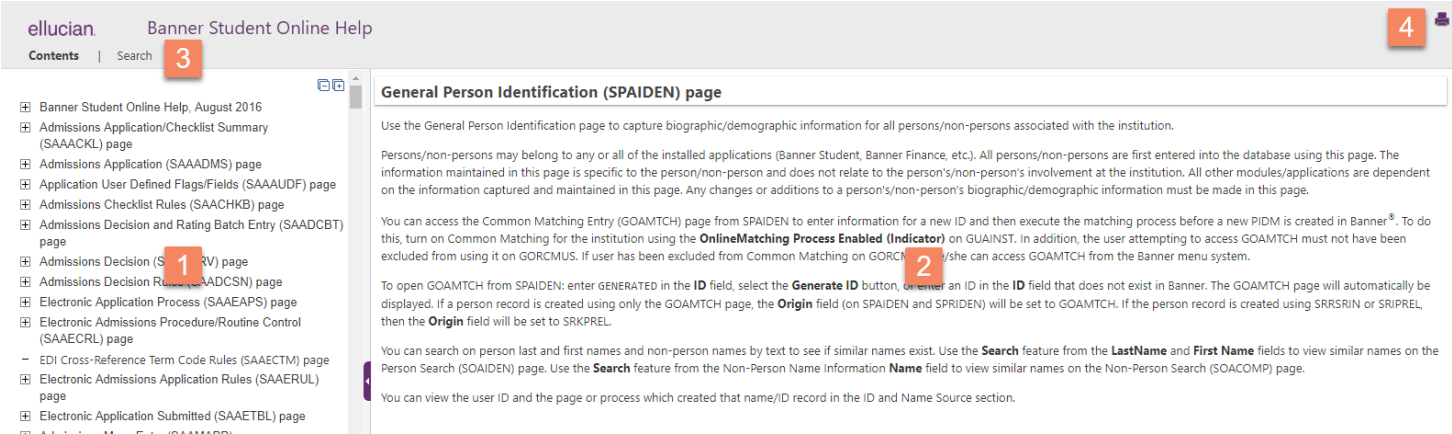 ellucian. Banner Student Online Help
4
Contents | Search
3
Banner Student Online Help, August 2016
Admissions Application/Checklist Summary
(SAAACKL) page
Admissions Application (SAAADMS) page
Application User Defined Flags/Fields (SAAAUDF) page
Admissions Checklist Rules (SAACHKB) page
Admissions Decision and Rating Batch Entry (SAADCBT)
page
Admissions Decision (S RV) page
1
Admissions Decision Rules (SAADCSN) page
Electronic Application Process (SAAEAPS) page
Electronic Admissions Procedure/Routine Control
(SAAECRL) page
EDI Cross-Reference Term Code Rules (SAAECTM) page
Electronic Admissions Application Rules (SAAERUL)
page
Electronic Application Submitted (SAAETBL) page
General Person Identification (SPAIDEN) page
Use the General Person Identification page to capture biographic/demographic information for all persons/non-persons associated with the institution.
Persons/non-persons may belong to any or all of the installed applications (Banner Student, Banner Finance, etc.). All persons/non-persons are first entered into the database using this page. The
information maintained in this page is specific to the person/non-person and does not relate to the person's/non-person's involvement at the institution. All other modules/applications are dependent
on the information captured and maintained in this page. Any changes or additions to a person's/non-person's biographic/demographic information must be made in this page.
You can access the Common Matching Entry (GOAMTCH) page from SPAIDEN to enter information for a new ID and then execute the matching process before a new PIDM is created in Banner®. To do
this, turn on Common Matching for the institution using the OnlineMatching Process Enabled (Indicator) on GUAINST. In addition, the user attempting to access GOAMTCH must not have been
excluded from using it on GORCMUS. If user has been excluded from Common Matching on GORCM e/she can access GOAMTCH from the Banner menu system.
2
To open GOAMTCH from SPAIDEN: enter GENERATED in the ID field, select the Generate ID button, or enter an ID in the ID field that does not exist in Banner. The GOAMTCH page will automatically be
displayed. If a person record is created using only the GOAMTCH page, the Origin field (on SPAIDEN and SPRIDEN) will be set to GOAMTCH. If the person record is created using SRRSRIN or SRIPREL,
then the Origin field will be set to SRKPREL.
You can search on person last and first names and non-person names by text to see if similar names exist. Use the Search feature from the LastName and First Name fields to view similar names on the
Person Search (SOAIDEN) page. Use the Search feature from the Non-Person Name Information Name field to view similar names on the Non-Person Search (SOACOMP) page.
You can view the user ID and the page or process which created that name/ID record in the ID and Name Source section.